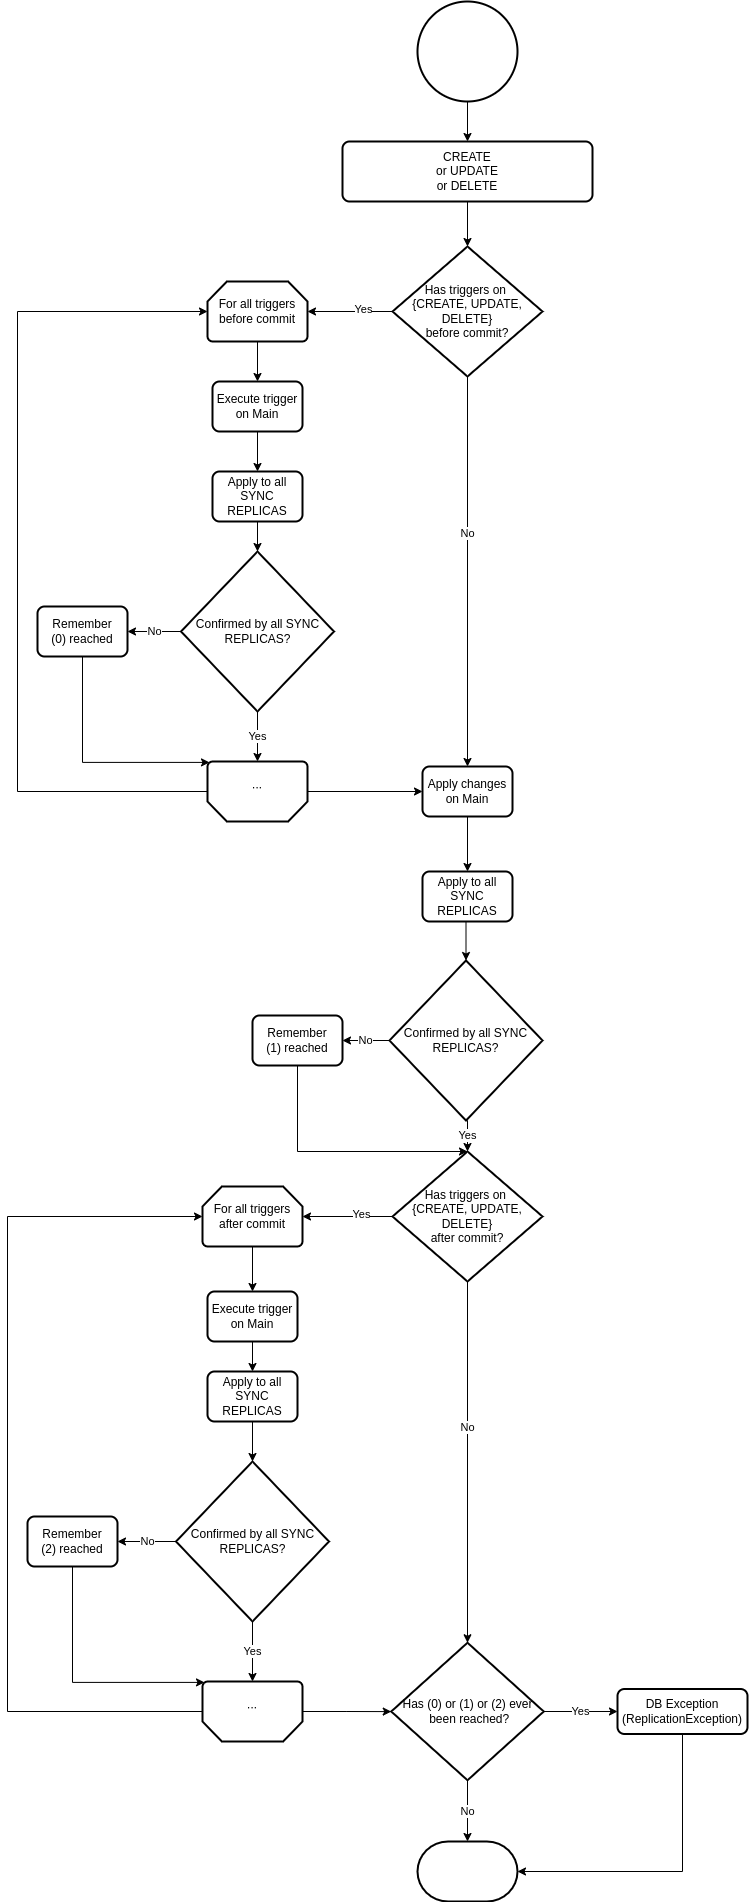 CREATE
or UPDATE
or DELETE
Has triggers on
{CREATE, UPDATE,
DELETE}
before commit?
Yes
For all triggers
before commit
Execute trigger
on Main
Apply to all
SYNC
REPLICAS
No
Confirmed by all SYNC
REPLICAS?
No
Remember
(0) reached
Yes
...
Apply changes
on Main
Apply to all
SYNC
REPLICAS
Confirmed by all SYNC
REPLICAS?
No
Remember
(1) reached
Yes
Has triggers on
{CREATE, UPDATE,
DELETE}
after commit?
Yes
For all triggers
after commit
Execute trigger
on Main
Apply to all
SYNC
REPLICAS
No
Confirmed by all SYNC
REPLICAS?
No
Remember
(2) reached
Yes
...
Has (0) or (1) or (2) ever
been reached?
Yes
DB Exception
(ReplicationException)
No